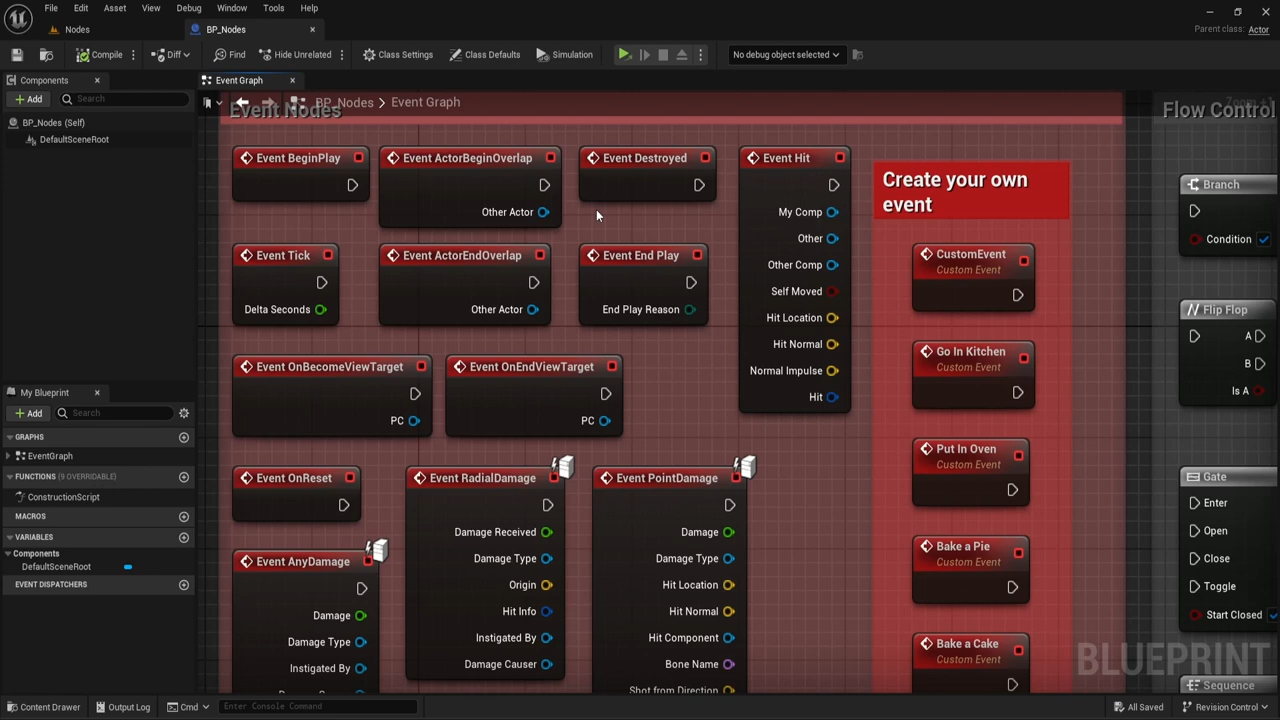 File Edit Asset View Debug Window Tools Help
Nodes
BP_Nodes
Parent class: Actor
Compile
Diff
Find
Hide Unrelated
Class Settings
Class Defaults
Simulation
No debug object selected
Components
Event Graph
Add
Search
BP_Nodes > Event Graph
Event Nodes
Flow Control
BP_Nodes (Self)
DefaultSceneRoot
Event BeginPlay
Event ActorBeginOverlap
Other Actor
Event Destroyed
Event Hit
My Comp
Other
Other Comp
Self Moved
Hit Location
Hit Normal
Normal Impulse
Hit
Create your own
event
Branch
Condition
Event Tick
Delta Seconds
Event ActorEndOverlap
Other Actor
Event End Play
End Play Reason
CustomEvent
Custom Event
Flip Flop
A
B
Is A
Go In Kitchen
Custom Event
Event OnBecomeViewTarget
PC
Event OnEndViewTarget
PC
My Blueprint
Add
Search
GRAPHS
EventGraph
FUNCTIONS (9 OVERRIDABLE)
ConstructionScript
MACROS
VARIABLES
Components
DefaultSceneRoot
EVENT DISPATCHERS
Put In Oven
Custom Event
Gate
Enter
Open
Close
Toggle
Start Closed
Event OnReset
Event RadialDamage
Damage Received
Damage Type
Origin
Hit Info
Instigated By
Damage Causer
Event PointDamage
Damage
Damage Type
Hit Location
Hit Normal
Hit Component
Bone Name
Shot from Direction
Bake a Pie
Custom Event
Event AnyDamage
Damage
Damage Type
Instigated By
Bake a Cake
Custom Event
BLUEPRINT
Sequence
Content Drawer
Output Log
Cmd
Enter Console Command
All Saved
Revision Control